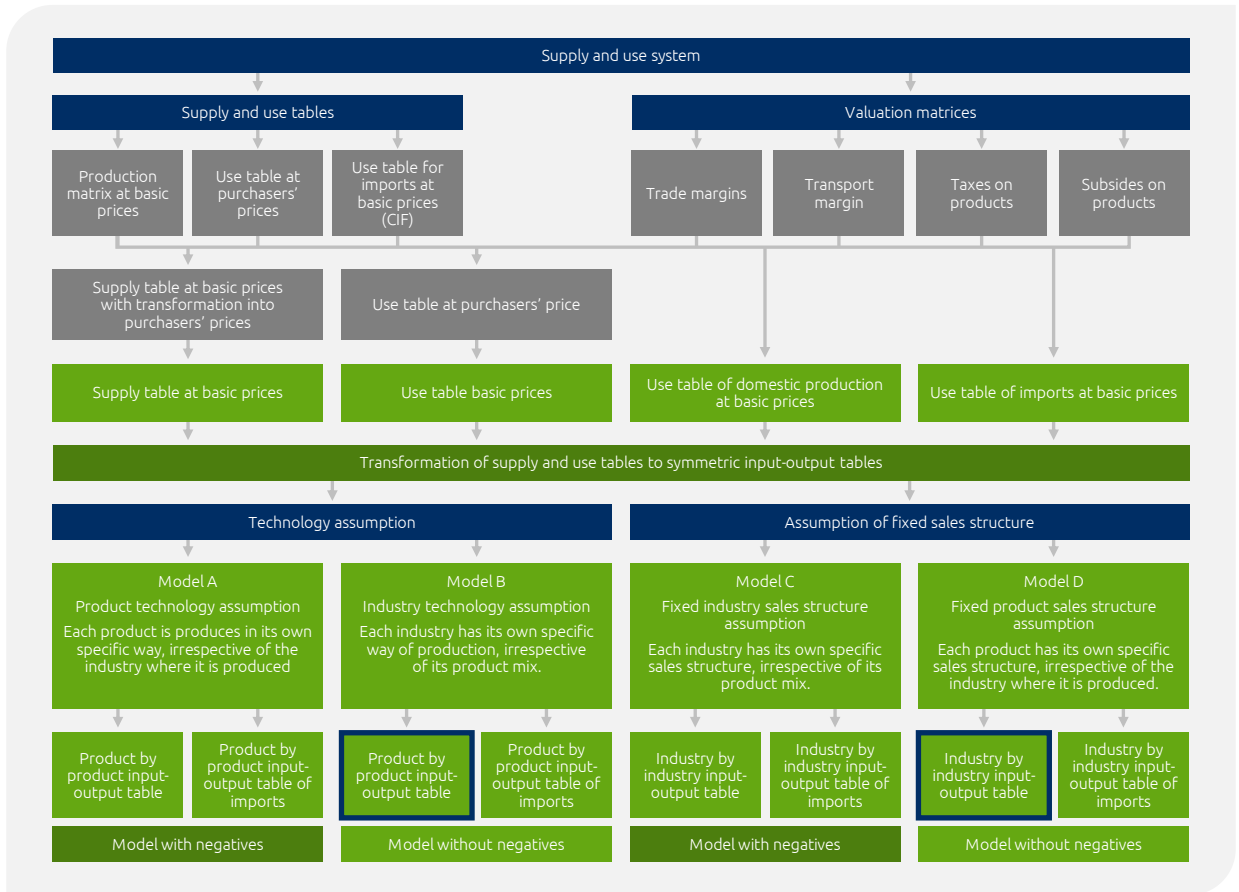 Supply and use system
Supply and use tables
Valuation matrices
Production
matrix at basic
prices
Use table at
purchasers’
prices
Use table for
imports at
basic prices
(CIF)
Trade margins
Transport
margin
Taxes on
products
Subsides on
products
Supply table at basic prices
with transformation into
purchasers’ prices
Use table at purchasers’ price
Supply table at basic prices
Use table basic prices
Use table of domestic production
at basic prices
Use table of imports at basic prices
Transformation of supply and use tables to symmetric input-output tables
Technology assumption
Assumption of fixed sales structure
Model A
Product technology assumption
Each product is produces in its own
specific way, irrespective of the
industry where it is produced
Model B
Industry technology assumption
Each industry has its own specific
way of production, irrespective
of its product mix.
Model C
Fixed industry sales structure
assumption
Each industry has its own specific
sales structure, irrespective of its
product mix.
Model D
Fixed product sales structure
assumption
Each product has its own specific
sales structure, irrespective of the
industry where it is produced.
Product by
product input-
output table
Product by
product input-
output table of
imports
Product by
product input-
output table
Product by
product input-
output table of
imports
Industry by
industry input-
output table
Industry by
industry input-
output table of
imports
Industry by
industry input-
output table
Industry by
industry input-
output table of
imports
Model with negatives
Model without negatives
Model with negatives
Model without negatives